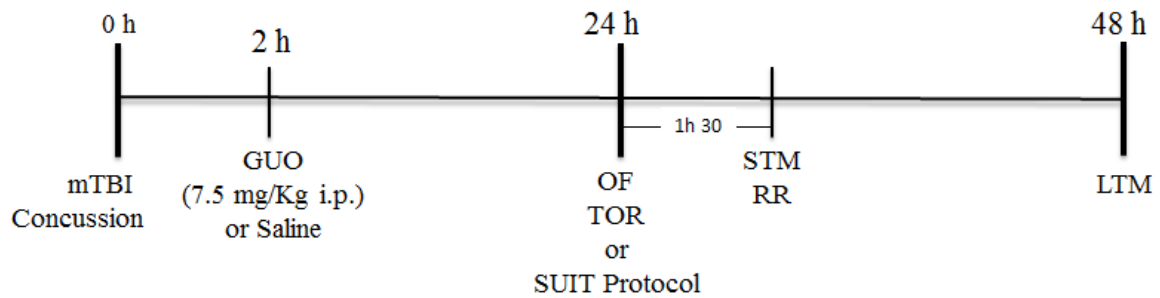 0 h
2 h
24 h
48 h
1h 30
mTBI
Concussion
GUO
(7.5 mg/Kg i.p.)
or Saline
OF
TOR
or
SUIT Protocol
STM
RR
LTM